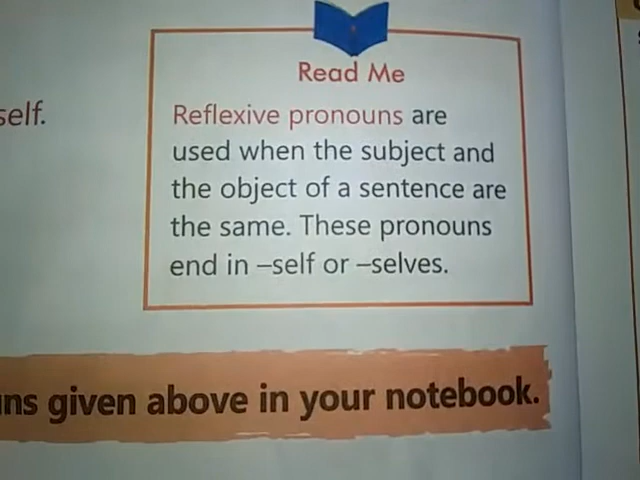 Read Me
self.
Reflexive pronouns are
used when the subject and
the object of a sentence are
the same. These pronouns
end in –self or –selves.
given above in your notebook.